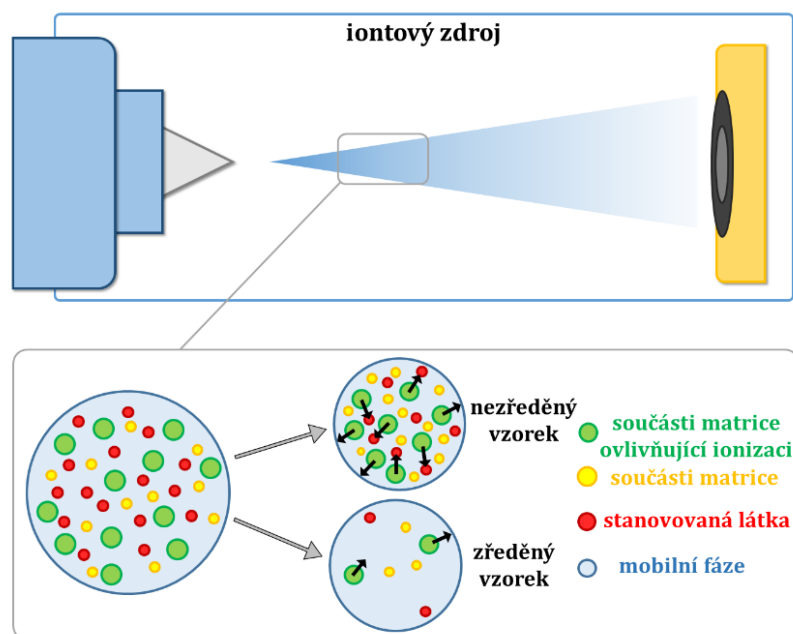 iontový zdroj
nezředěný
vzorek
zředěný
vzorek
součásti matrice
ovlivňující ionizaci
součásti matrice
stanovovaná látka
mobilní fáze